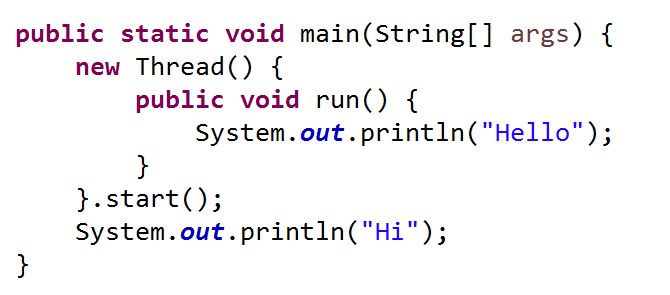 public static void main(String[] args) {
    new Thread() {
        public void run() {
            System.out.println("Hello");
        }
    }.start();
    System.out.println("Hi");
}